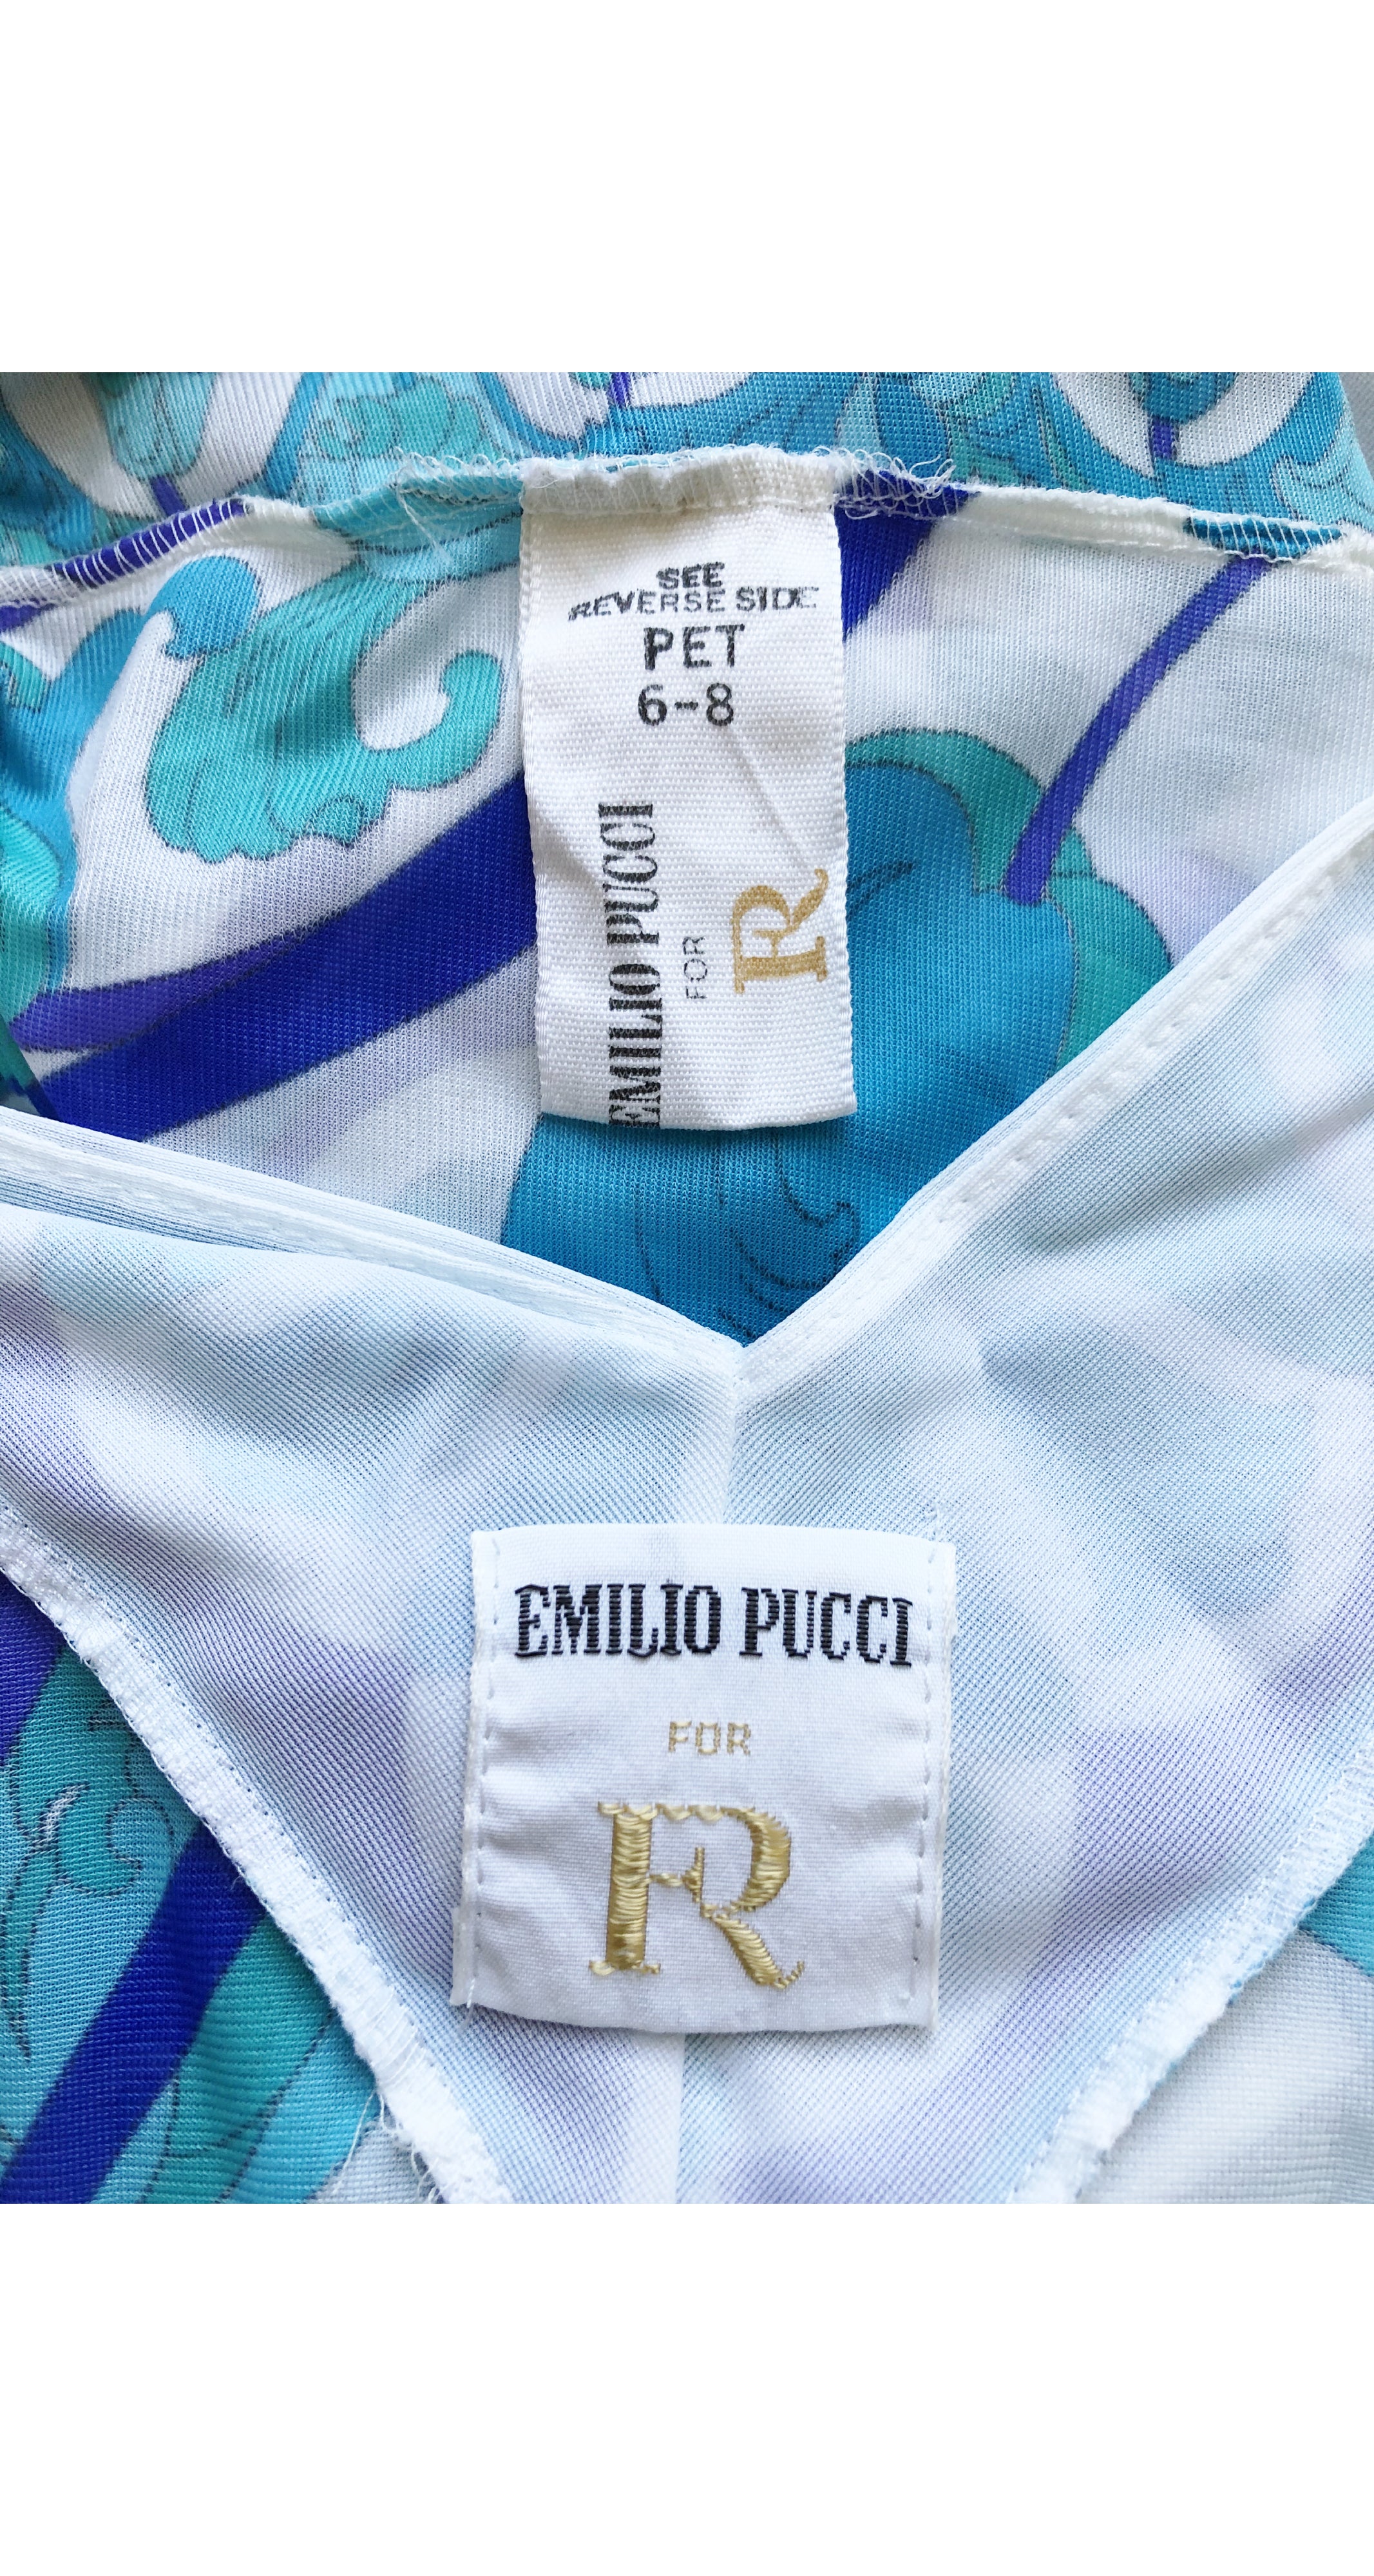 SEE
REVERSE SIDE
PET
6-8
EMILIO PUCCI
FOR
R
EMILIO PUCCI
FOR
R